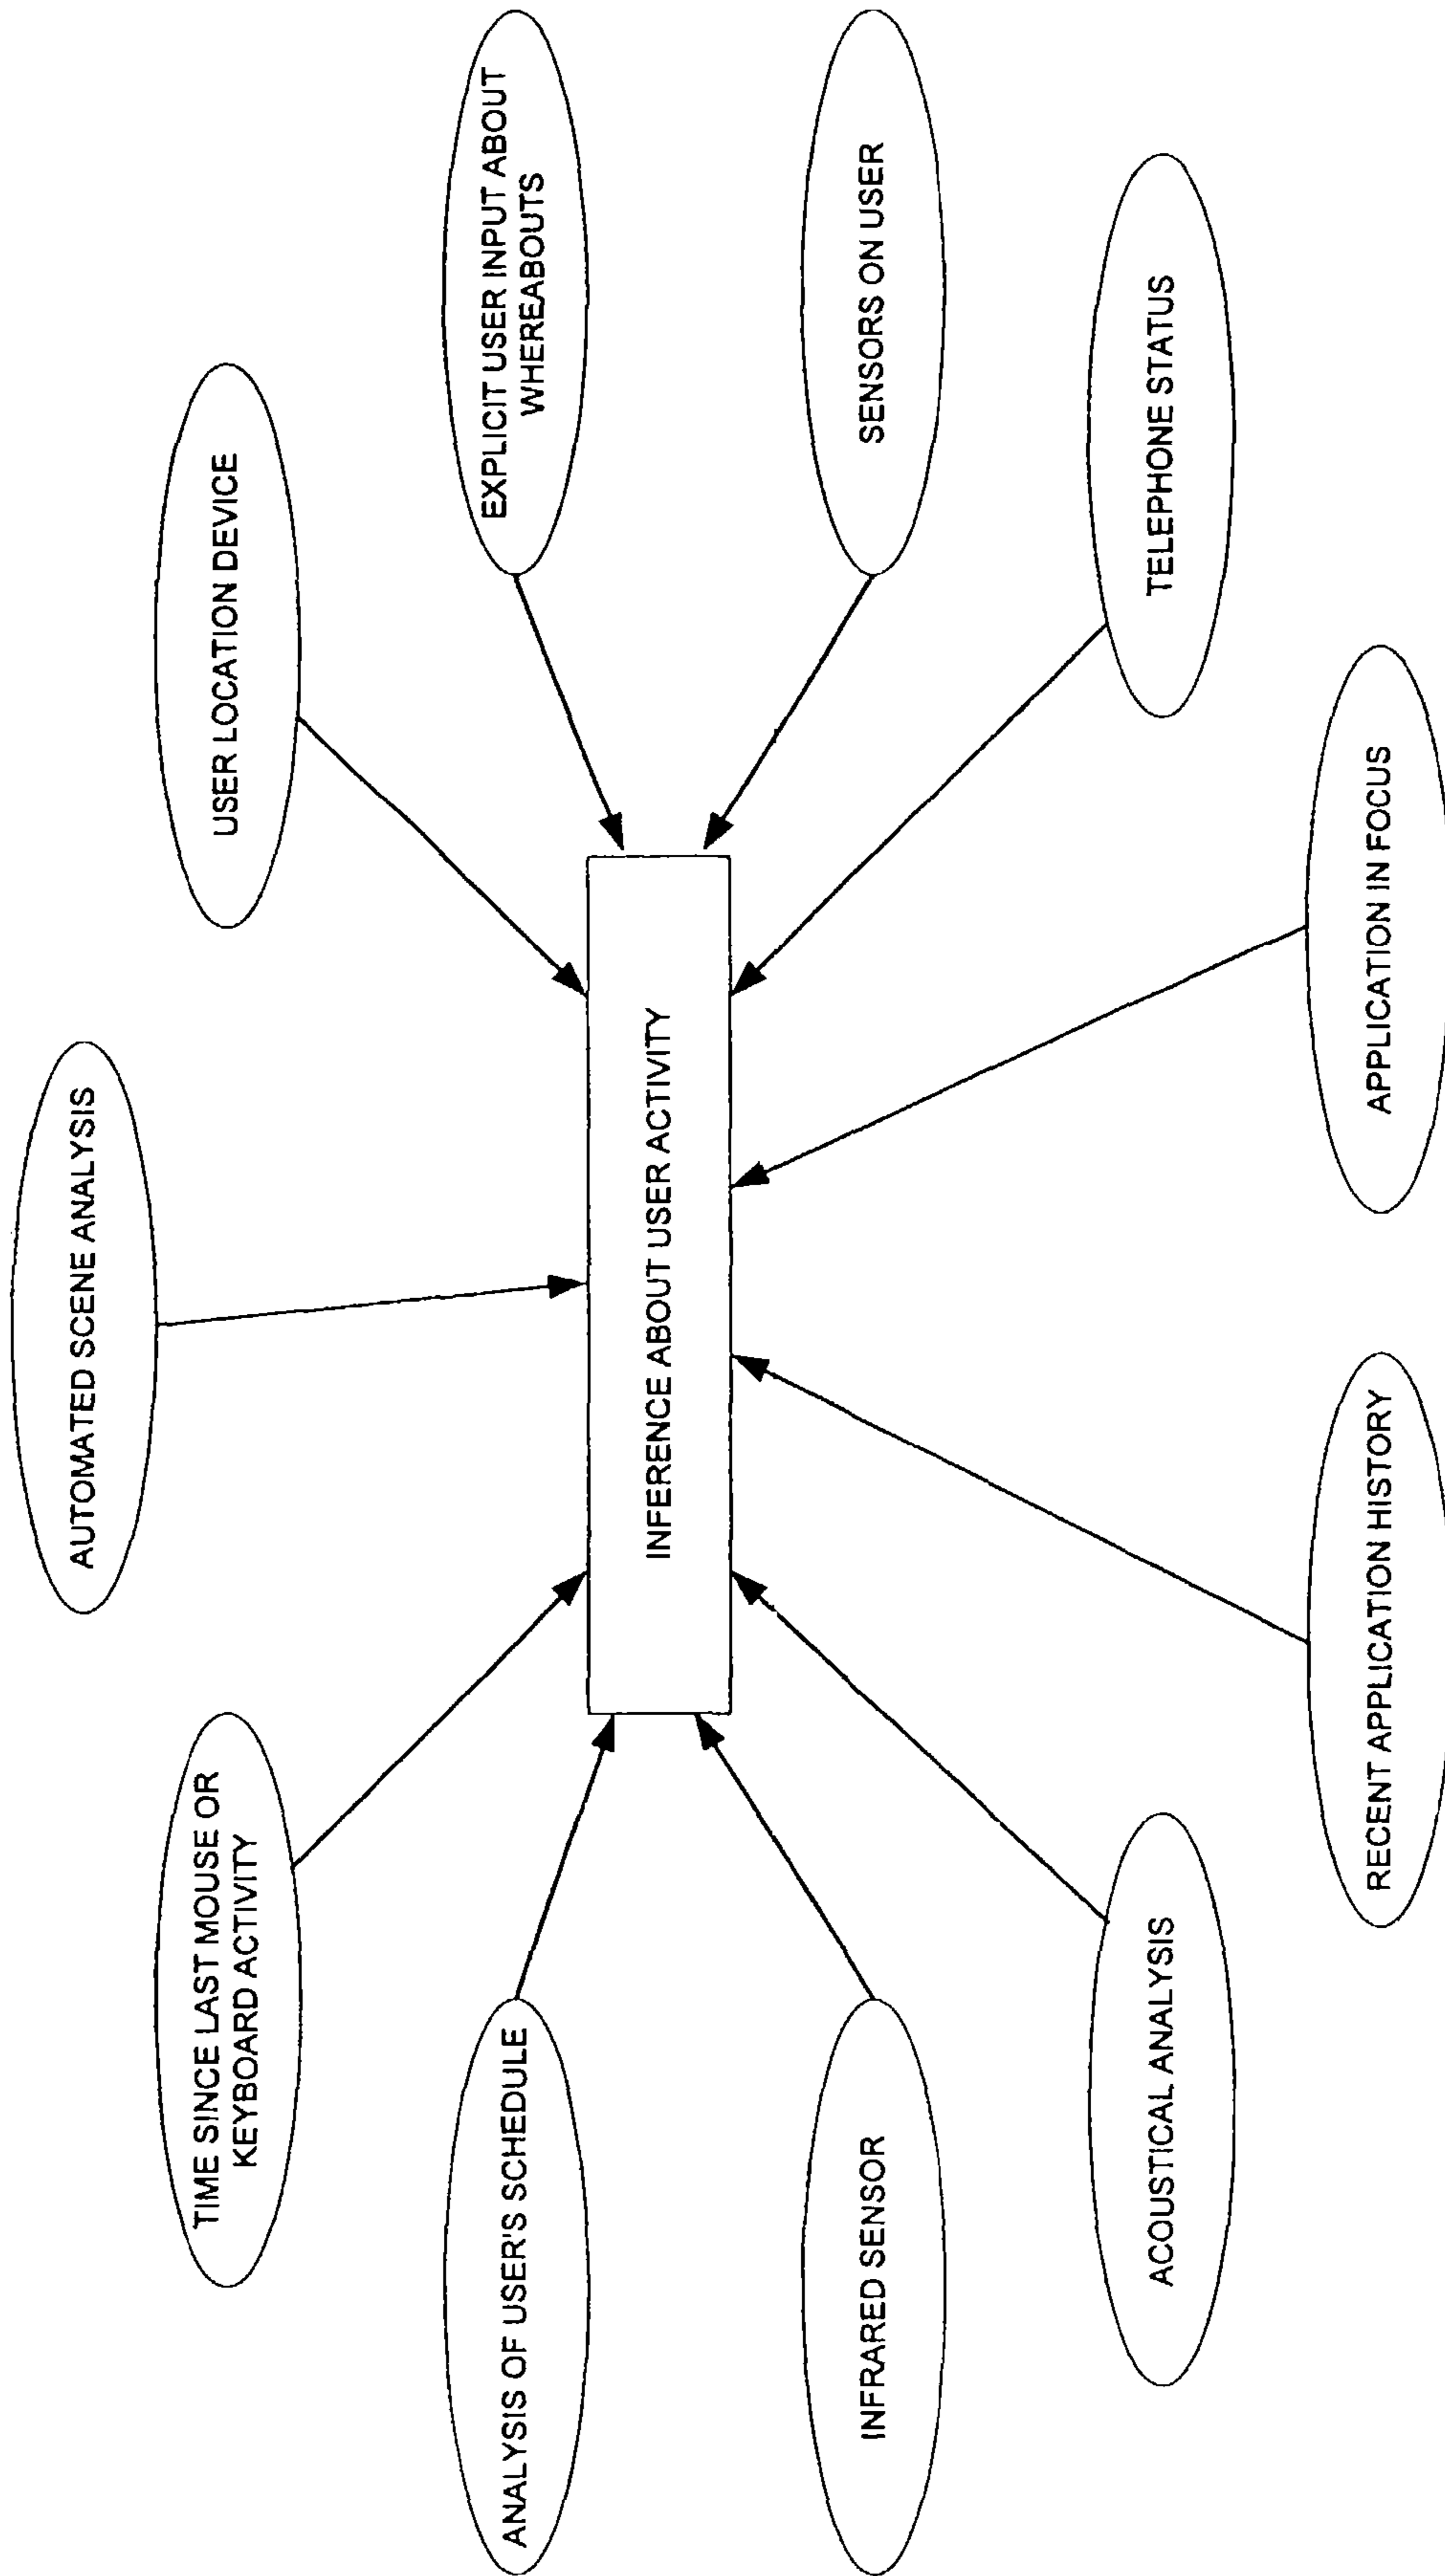 AUTOMATED SCENE ANALYSIS
TIME SINCE LAST MOUSE OR
KEYBOARD ACTIVITY
USER LOCATION DEVICE
ANALYSIS OF USER'S SCHEDULE
EXPLICIT USER INPUT ABOUT
WHEREABOUTS
INFERENCE ABOUT USER ACTIVITY
INFRARED SENSOR
SENSORS ON USER
ACOUSTICAL ANALYSIS
TELEPHONE STATUS
RECENT APPLICATION HISTORY
APPLICATION IN FOCUS